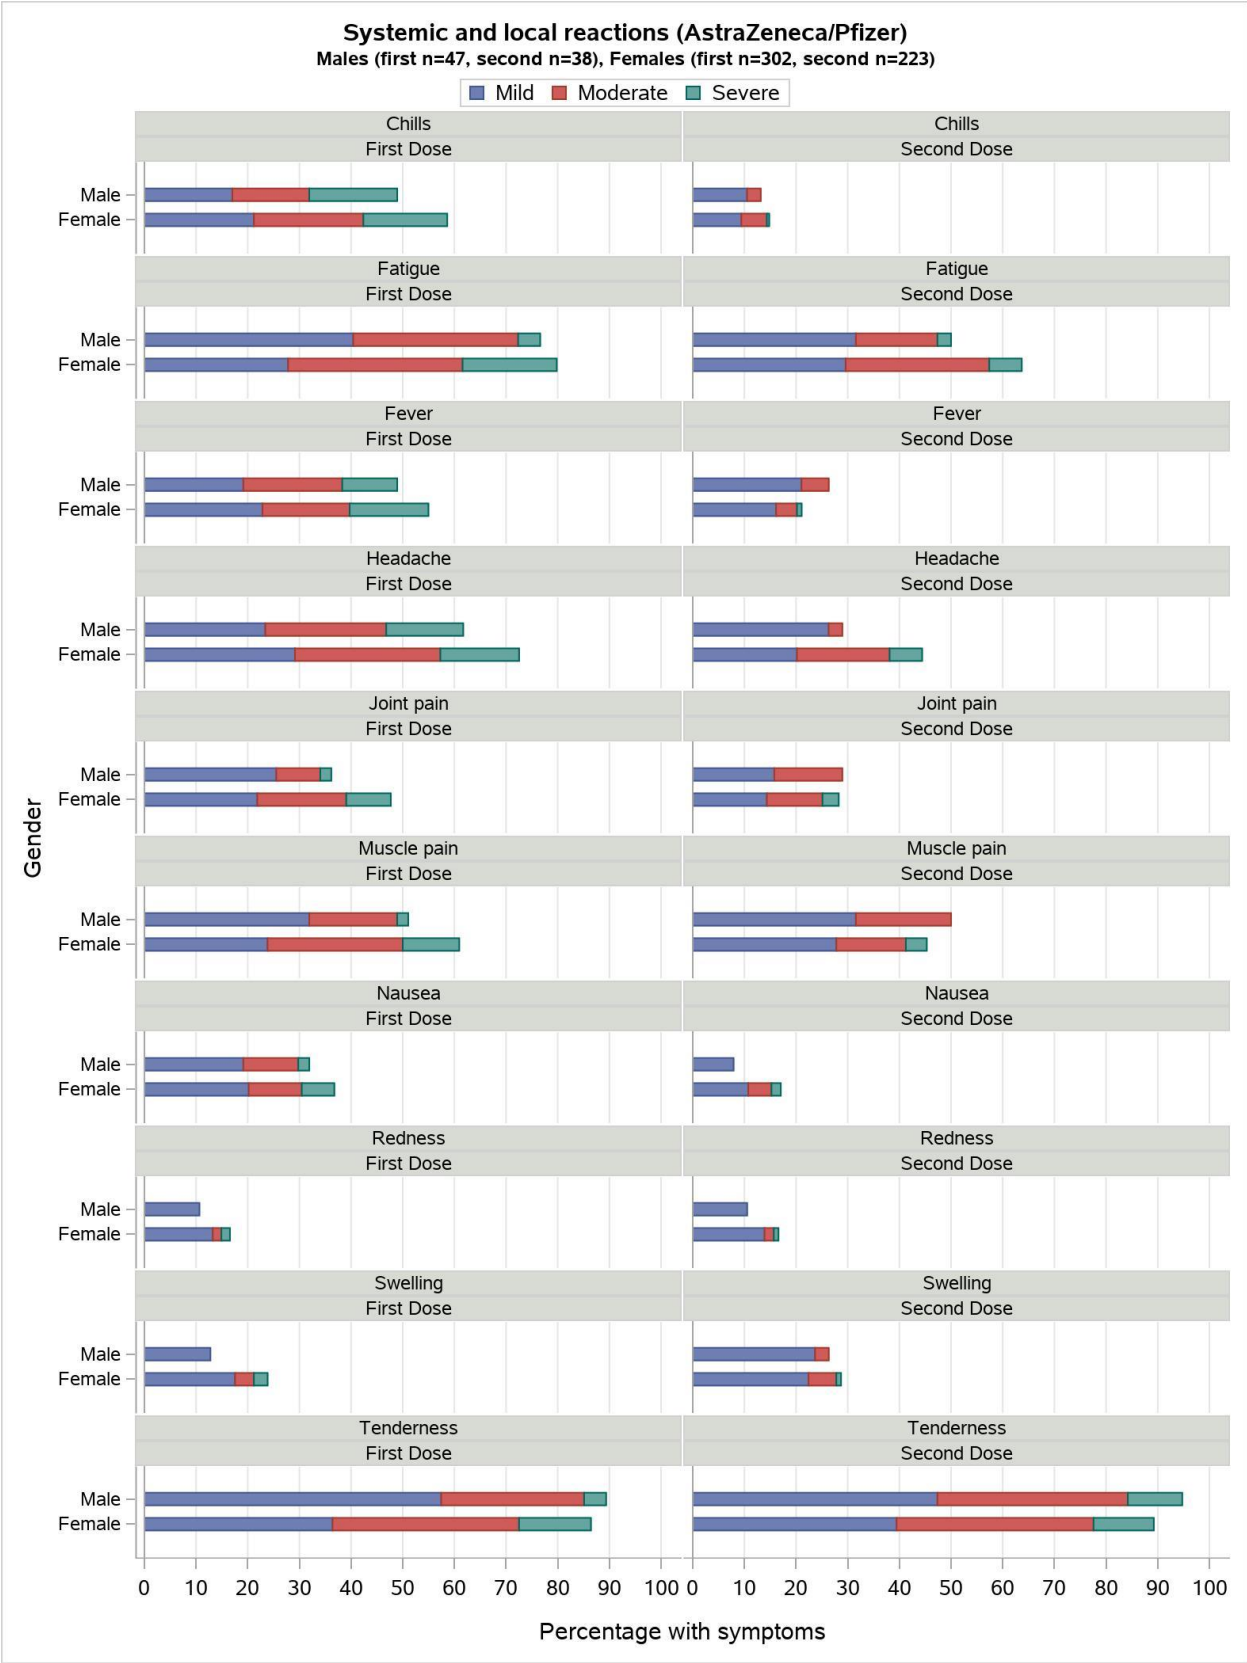 Systemic and local reactions (AstraZeneca/Pfizer)
Males (first n=47, second n=38), Females (first n=302, second n=223)
Mild Moderate Severe
Chills Chills
First Dose Second Dose
Male
Female
Fatigue Fatigue
First Dose Second Dose
Male
Female
Fever Fever
First Dose Second Dose
Male
Female
Headache Headache
First Dose Second Dose
Male
Female
Joint pain Joint pain
First Dose Second Dose
Male
Female
Gender
Muscle pain Muscle pain
First Dose Second Dose
Male
Female
Nausea Nausea
First Dose Second Dose
Male
Female
Redness Redness
First Dose Second Dose
Male
Female
Swelling Swelling
First Dose Second Dose
Male
Female
Tenderness Tenderness
First Dose Second Dose
Male
Female
0 10 20 30 40 50 60 70 80 90 100 0 10 20 30 40 50 60 70 80 90 100
Percentage with symptoms